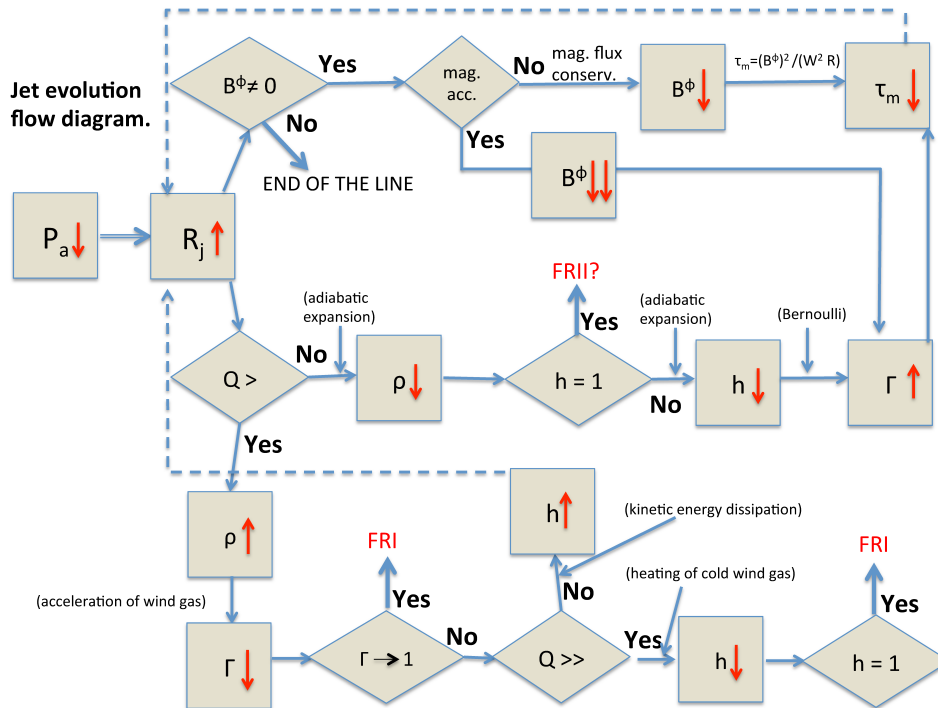 Jet evolution
flow diagram.
Bᶲ≠ 0
Yes
No
END OF THE LINE
mag.
acc.
No
mag. flux
conserv.
Yes
Bᶲ
τₘ=(Bᶲ)²/(W² R)
τₘ
Bᶲ
Pₐ
Rⱼ
Q >
No
(adiabatic
expansion)
ρ
FRII?
Yes
h = 1
No
(adiabatic
expansion)
h
(Bernoulli)
Γ
Yes
ρ
(acceleration of wind gas)
Γ
FRI
Yes
Γ → 1
No
h
(kinetic energy dissipation)
No
Q >>
(heating of cold wind gas)
Yes
h
FRI
Yes
h = 1